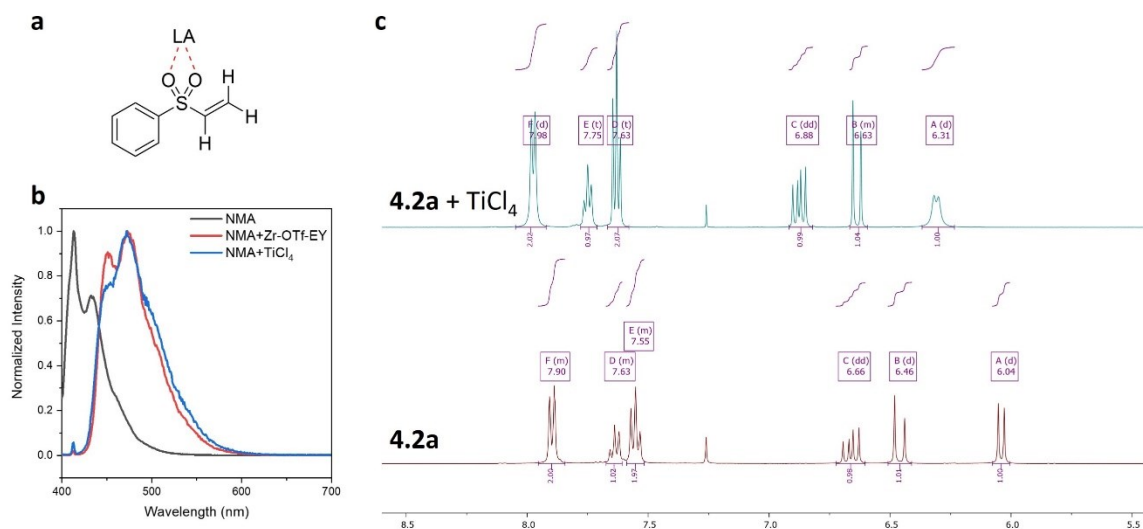 a
LA
O O
S
H
H
H
b
NMA
NMA+Zr-OTf-EY
NMA+TiCl4
Normalized Intensity
1.0
0.8
0.6
0.4
0.2
0.0
400 500 600 700
Wavelength (nm)
c
F (d)
7.98
E (t)
7.75
D (t)
7.63
C (dd)
6.88
B (m)
6.63
A (d)
6.31
4.2a + TiCl4
2.02
0.97
2.07
0.99
1.04
1.00
F (m)
7.90
D (m)
7.63
E (m)
7.55
C (dd)
6.66
B (d)
6.46
A (d)
6.04
4.2a
2.00
1.02
1.97
0.98
1.01
1.00
8.5 8.0 7.5 7.0 6.5 6.0 5.5